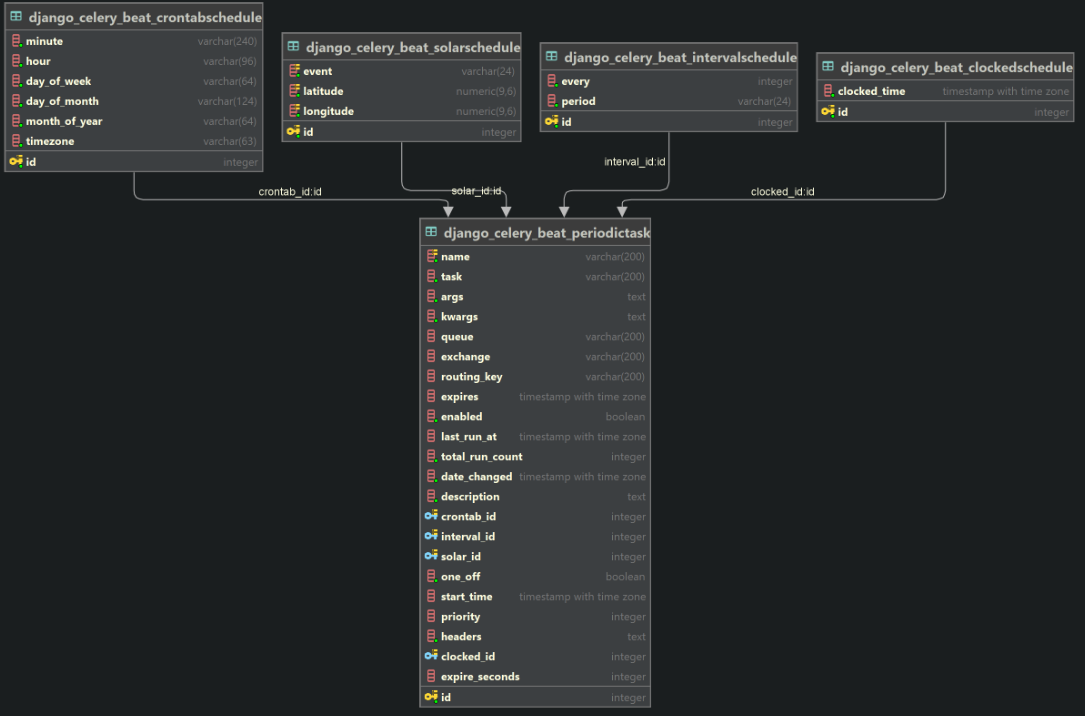 django_celery_beat_crontabschedule
minute varchar(240)
hour varchar(96)
day_of_week varchar(64)
day_of_month varchar(124)
month_of_year varchar(64)
timezone varchar(63)
id integer
django_celery_beat_solarschedule
event varchar(24)
latitude numeric(9,6)
longitude numeric(9,6)
id integer
django_celery_beat_intervalschedule
every integer
period varchar(24)
id integer
django_celery_beat_clockedschedule
clocked_time timestamp with time zone
id integer
crontab_id:id
solar_id:id
interval_id:id
clocked_id:id
django_celery_beat_periodictask
name varchar(200)
task varchar(200)
args text
kwargs text
queue varchar(200)
exchange varchar(200)
routing_key varchar(200)
expires timestamp with time zone
enabled boolean
last_run_at timestamp with time zone
total_run_count integer
date_changed timestamp with time zone
description text
crontab_id integer
interval_id integer
solar_id integer
one_off boolean
start_time timestamp with time zone
priority integer
headers text
clocked_id integer
expire_seconds integer
id integer